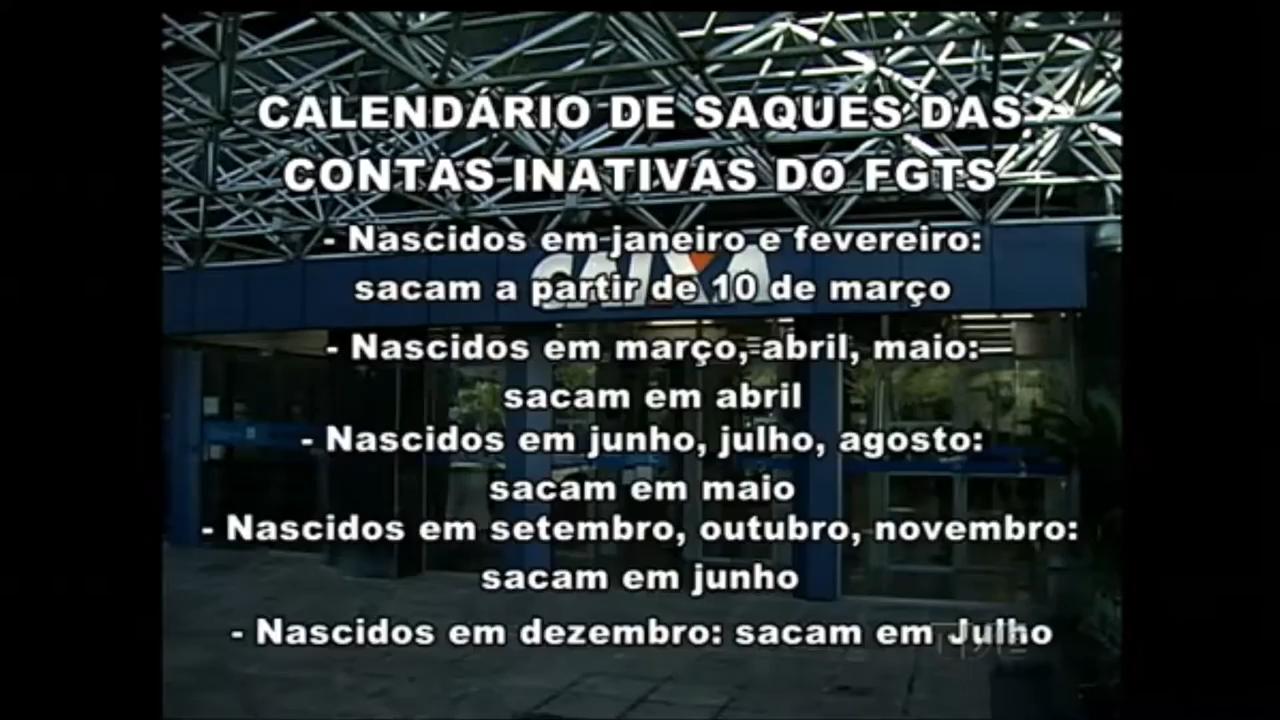 CALENDÁRIO DE SAQUES DAS
CONTAS INATIVAS DO FGTS
- Nascidos em janeiro e fevereiro:
CAIXA
sacam a partir de 10 de março
- Nascidos em março, abril, maio:
sacam em abril
- Nascidos em junho, julho, agosto:
sacam em maio
- Nascidos em setembro, outubro, novembro:
sacam em junho
- Nascidos em dezembro: sacam em Julho